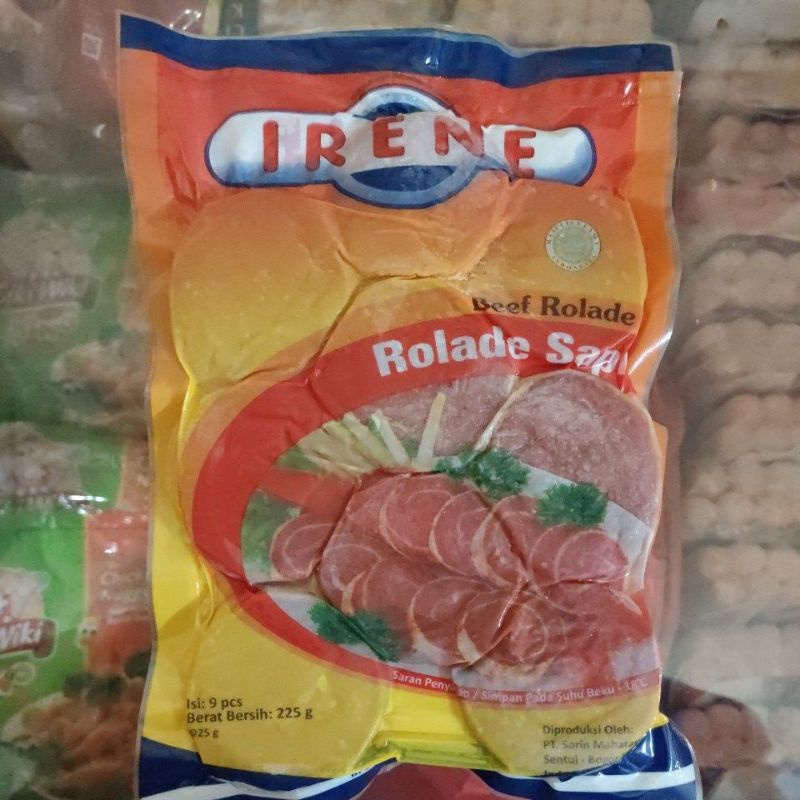 IRENE
Beef Rolade
Rolade Sapi
Saran Penyajian / Simpan Pada Suhu Beku - 18°C
Isi: 9 pcs
Berat Bersih: 225 g
@25 g
Diproduksi Oleh:
PT. Sorin
Sentul - Bogor